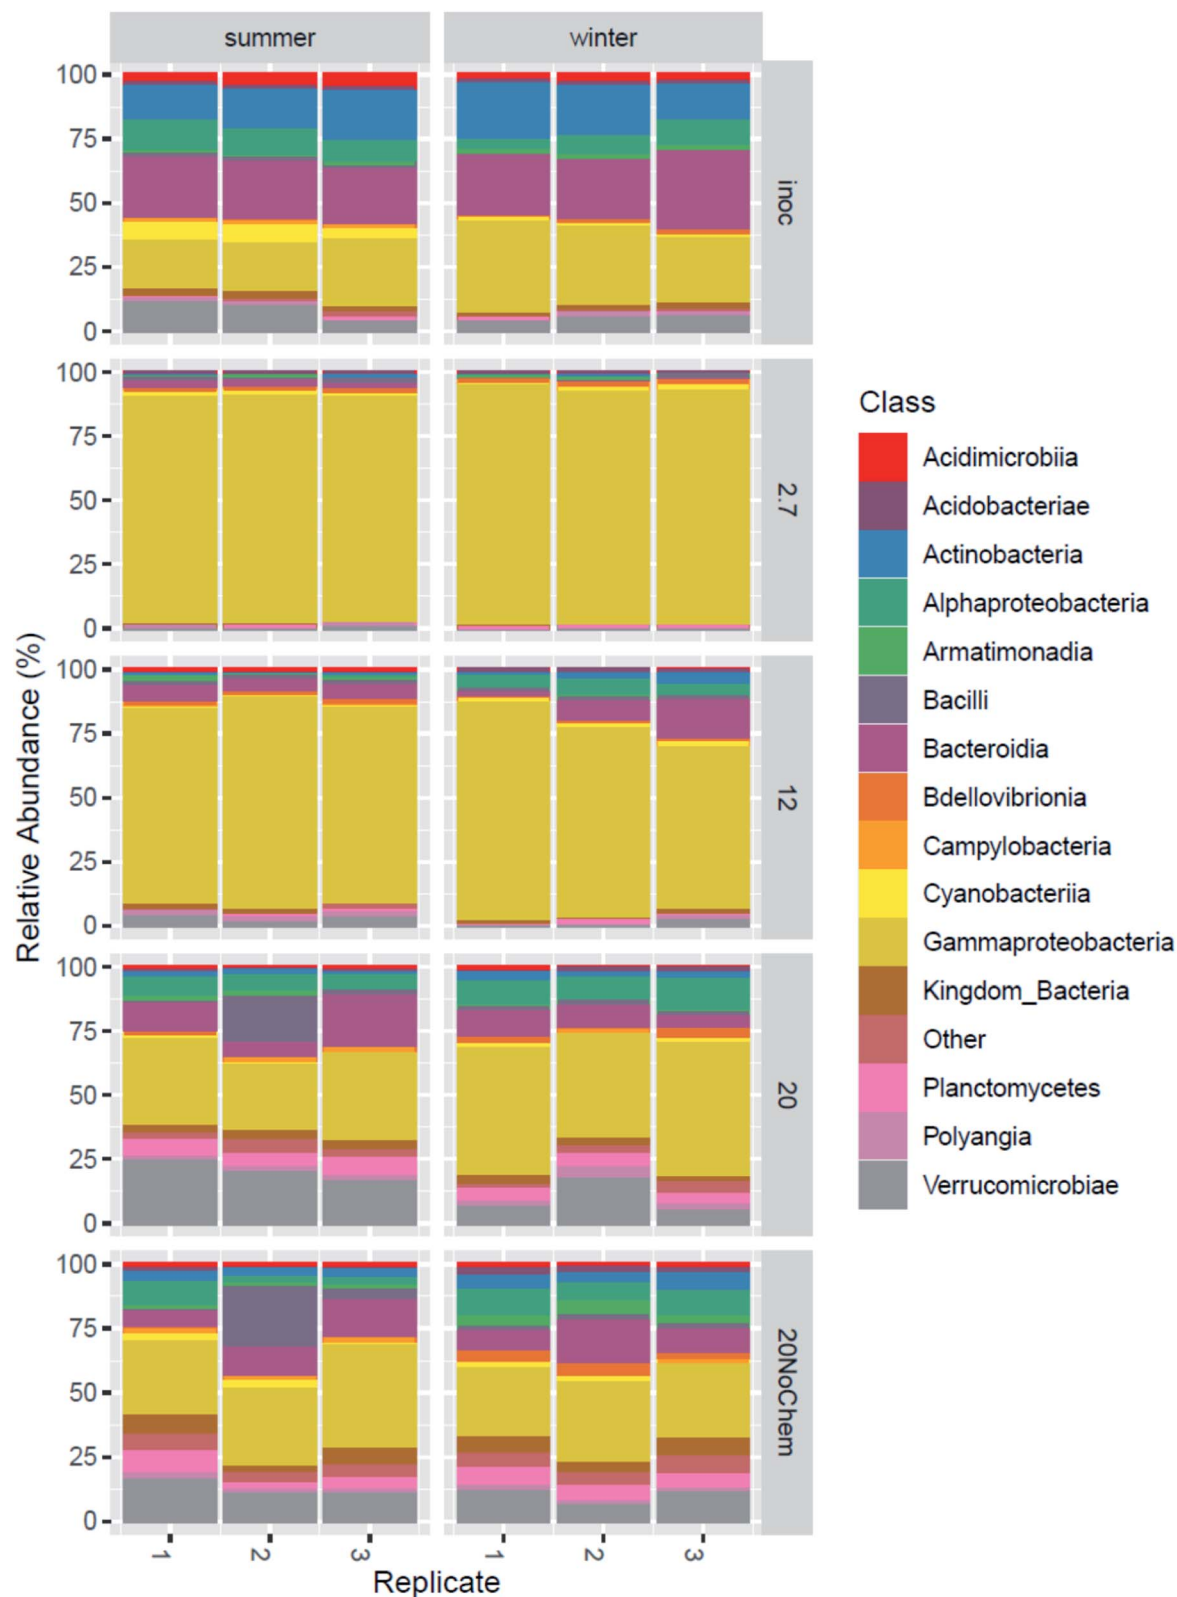 summer winter
100
75
50
25
0
inoc
100
75
50
25
0
2.7
100
75
50
25
0
12
100
75
50
25
0
20
100
75
50
25
0
20NoChem
1 2 3 1 2 3
Replicate
Relative Abundance (%)
Class
Acidimicrobiia
Acidobacteriae
Actinobacteria
Alphaproteobacteria
Armatimonadia
Bacilli
Bacteroidia
Bdellovibrionia
Campylobacteria
Cyanobacteriia
Gammaproteobacteria
Kingdom_Bacteria
Other
Planctomycetes
Polyangia
Verrucomicrobiae